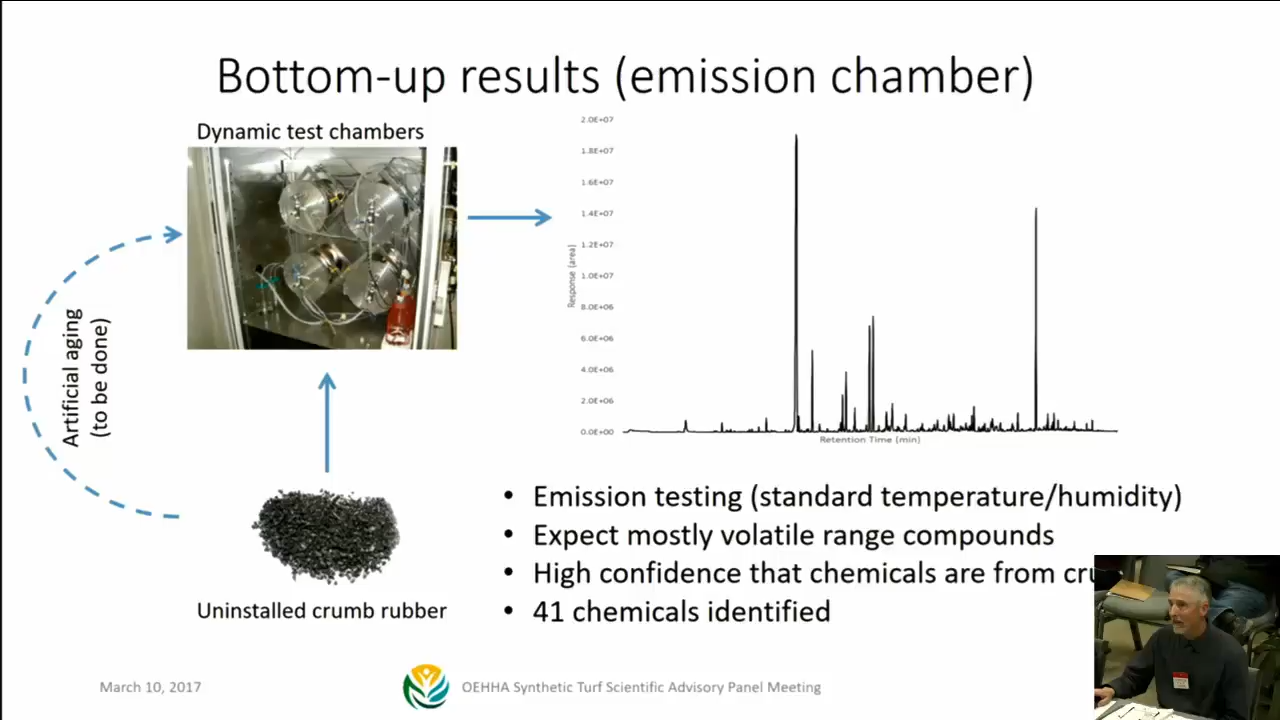 Bottom-up results (emission chamber)
Dynamic test chambers
2.0E+07
1.8E+07
1.6E+07
1.4E+07
1.2E+07
1.0E+07
8.0E+06
6.0E+06
4.0E+06
2.0E+06
0.0E+00
Response (area)
Retention Time (min)
Artificial aging
(to be done)
Uninstalled crumb rubber
• Emission testing (standard temperature/humidity)
• Expect mostly volatile range compounds
• High confidence that chemicals are from cru
• 41 chemicals identified
March 10, 2017
OEHHA Synthetic Turf Scientific Advisory Panel Meeting